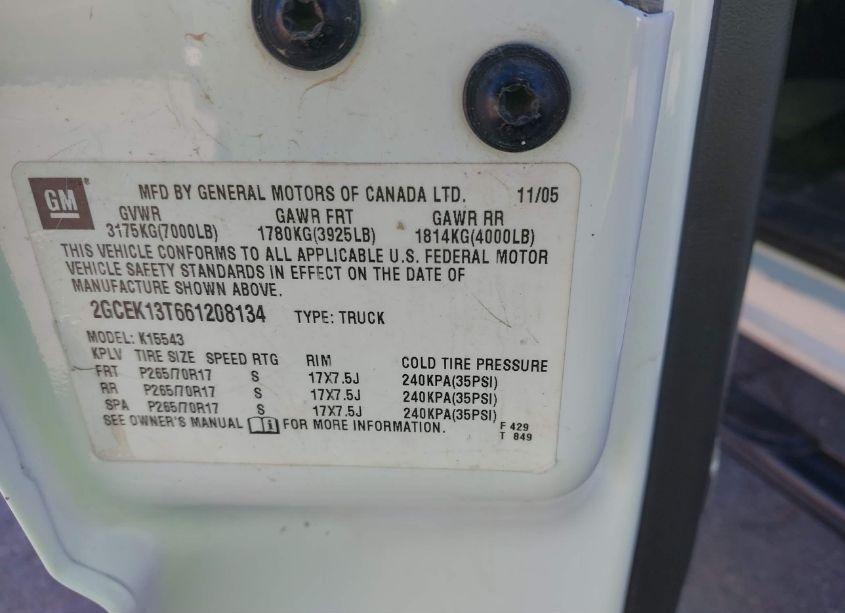 GM® MFD BY GENERAL MOTORS OF CANADA LTD. 11/05
GVWR GAWR FRT GAWR RR
3175KG(7000LB) 1780KG(3925LB) 1814KG(4000LB)
THIS VEHICLE CONFORMS TO ALL APPLICABLE U.S. FEDERAL MOTOR
VEHICLE SAFETY STANDARDS IN EFFECT ON THE DATE OF
MANUFACTURE SHOWN ABOVE.
2GCEK13T661208134 TYPE: TRUCK
MODEL: K15543
KPLV TIRE SIZE SPEED RTG RIM COLD TIRE PRESSURE
FRT P265/70R17 S 17X7.5J 240KPA(35PSI)
RR P265/70R17 S 17X7.5J 240KPA(35PSI)
SPA P265/70R17 S 17X7.5J 240KPA(35PSI)
SEE OWNER'S MANUAL FOR MORE INFORMATION. F 429
T 849